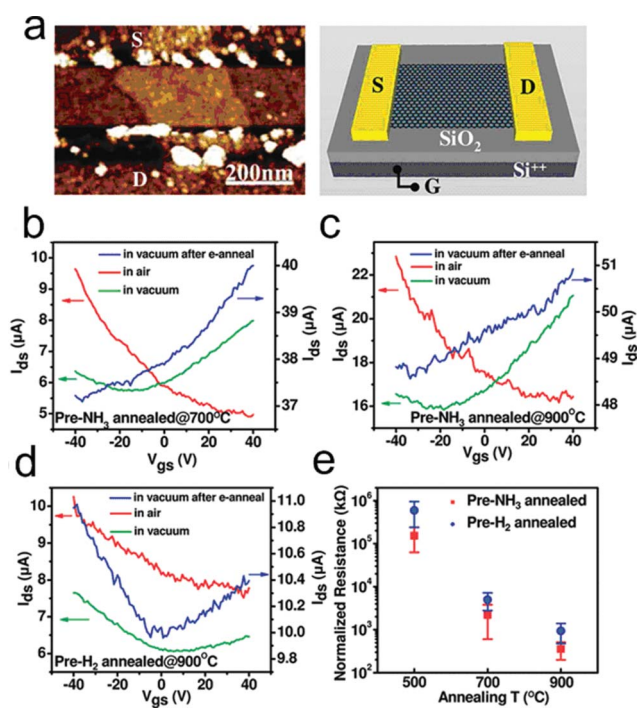 a
S
D
200nm
S
D
SiO2
Si++
G
b
in vacuum after e-anneal
in air
in vacuum
Ids (µA)
10
9
8
7
6
5
40
39
38
37
Ids (µA)
-40 -20 0 20 40
Vgs (V)
Pre-NH3 annealed@700°C
c
in vacuum after e-anneal
in air
in vacuum
Ids (µA)
22
20
18
16
51
50
49
48
Ids (µA)
-40 -20 0 20 40
Vgs (V)
Pre-NH3 annealed@900°C
d
in vacuum after e-anneal
in air
in vacuum
Ids (µA)
10
9
8
7
6
11.0
10.8
10.6
10.4
10.2
10.0
9.8
Ids (µA)
-40 -20 0 20 40
Vgs (V)
Pre-H2 annealed@900°C
e
Pre-NH3 annealed
Pre-H2 annealed
Normalized Resistance (kΩ)
10^6
10^5
10^4
10^3
10^2
500 700 900
Annealing T (°C)